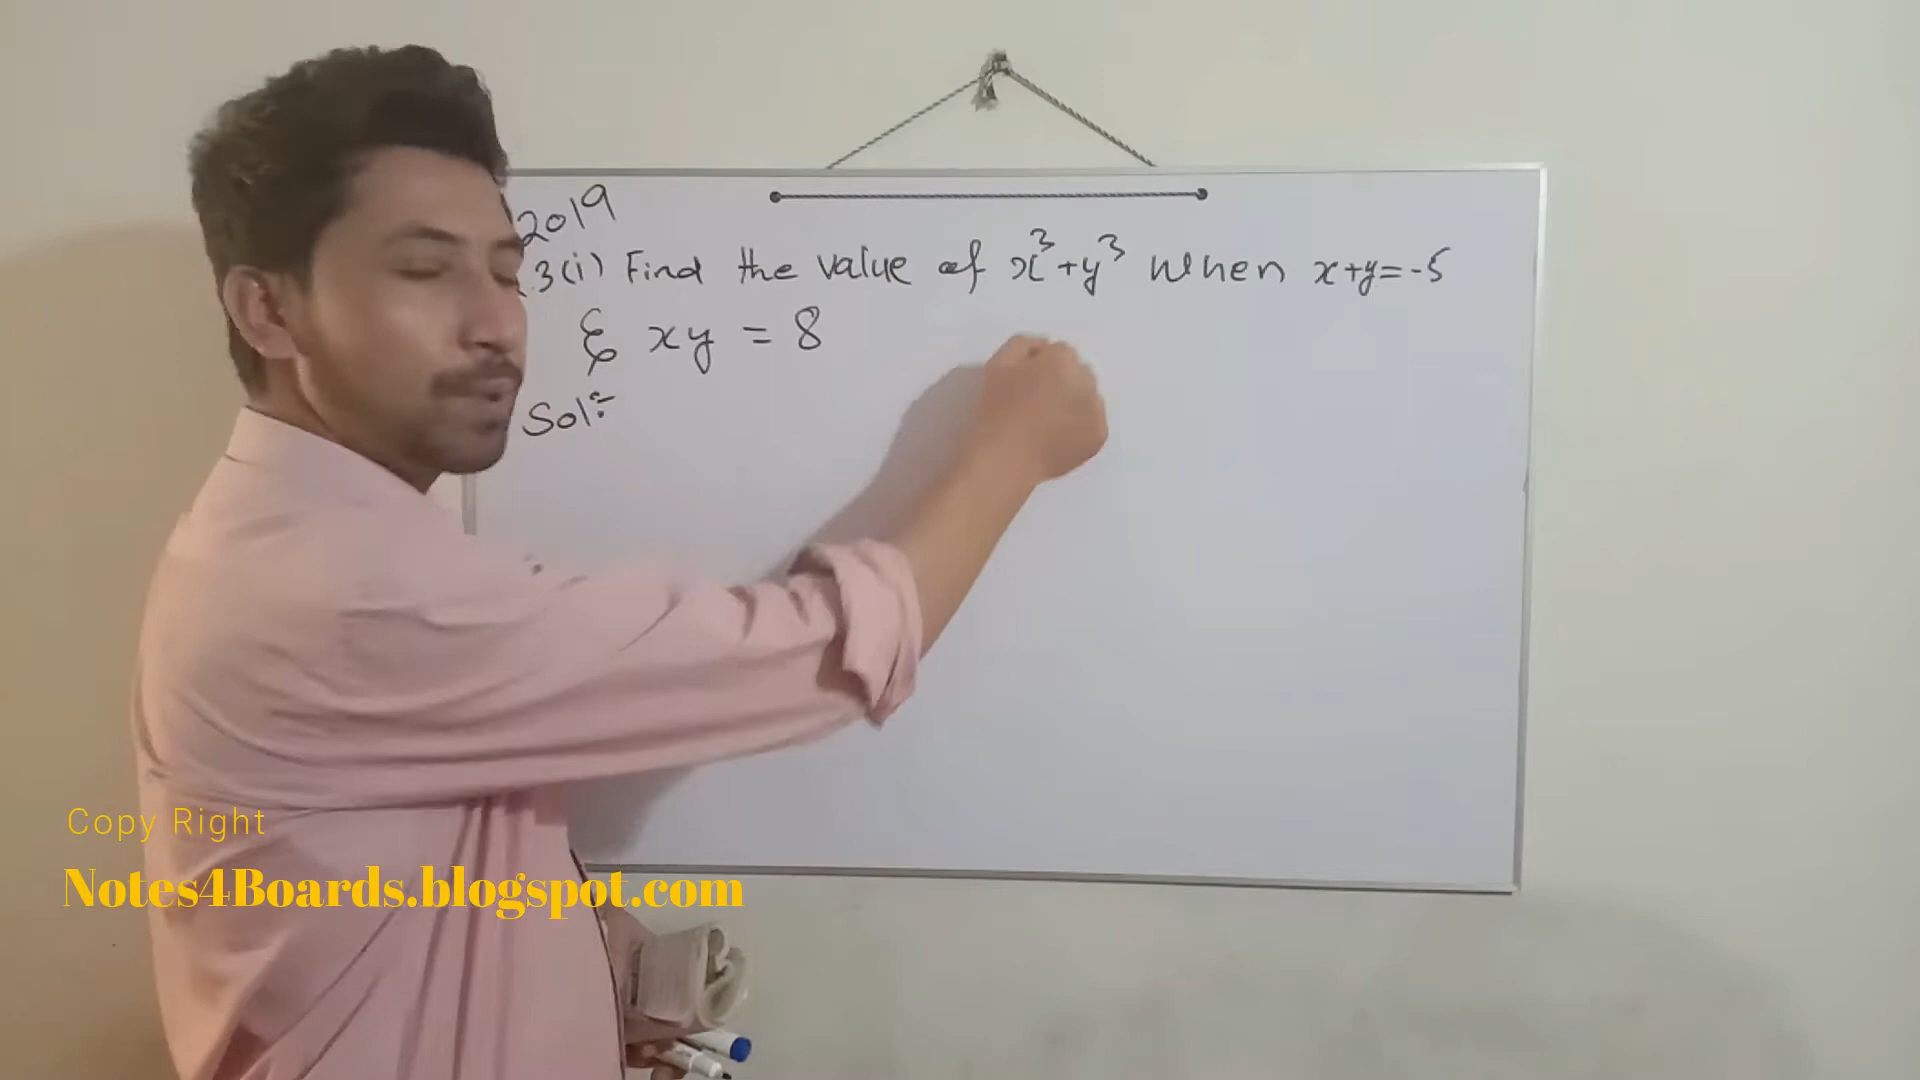 2019
.3(i) Find the value of x³+y³ when x+y=-5
& xy = 8
Sol:-
Copy Right
Notes4Boards.blogspot.com